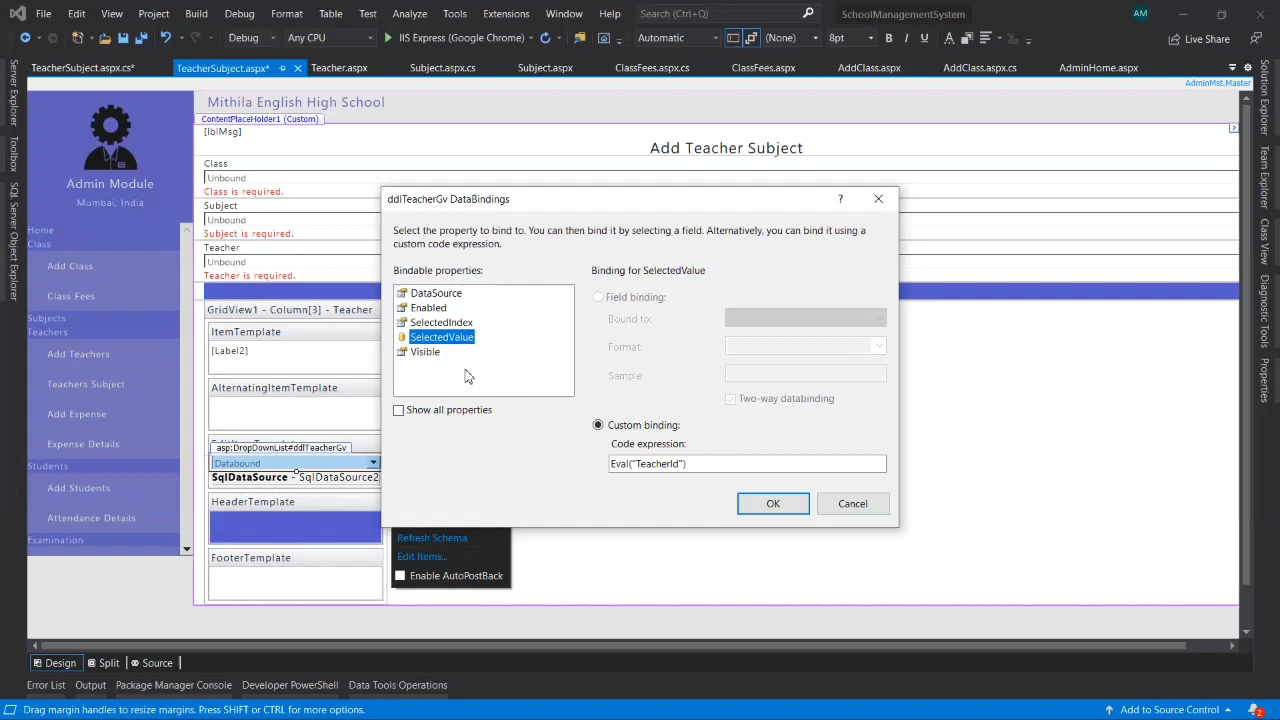 File Edit View Project Build Debug Format Table Test Analyze Tools Extensions Window Help Search (Ctrl+Q) SchoolManagementSystem AM
Debug Any CPU IIS Express (Google Chrome) Automatic (None) 8pt B I U A Live Share
TeacherSubject.aspx.cs* TeacherSubject.aspx* Teacher.aspx Subject.aspx.cs Subject.aspx ClassFees.aspx.cs ClassFees.aspx AddClass.aspx AddClass.aspx.cs AdminHome.aspx
AdminMst.Master
Server Explorer
Toolbox
SQL Server Object Explorer
Solution Explorer
Team Explorer
Class View
Diagnostic Tools
Properties
Admin Module
Mumbai, India
Home
Class
Add Class
Class Fees
Subjects
Teachers
Add Teachers
Teachers Subject
Add Expense
Expense Details
Students
Add Students
Attendance Details
Examination
Mithila English High School
ContentPlaceHolder1 (Custom)
[lblMsg]
Add Teacher Subject
Class
Unbound
Class is required.
Subject
Unbound
Subject is required.
Teacher
Unbound
Teacher is required.
GridView1 - Column[3] - Teacher
ItemTemplate
[Label2]
AlternatingItemTemplate
EditItemTemplate
asp:DropDownList#ddlTeacherGv
Databound
SqlDataSource - SqlDataSource2
HeaderTemplate
FooterTemplate
Refresh Schema
Edit Items...
Enable AutoPostBack
ddlTeacherGv DataBindings
?
Select the property to bind to. You can then bind it by selecting a field. Alternatively, you can bind it using a
custom code expression.
Bindable properties:
DataSource
Enabled
SelectedIndex
SelectedValue
Visible
Show all properties
Binding for SelectedValue
Field binding:
Bound to:
Format:
Sample:
Two-way databinding
Custom binding:
Code expression:
Eval("TeacherId")
OK Cancel
Design Split Source
Error List Output Package Manager Console Developer PowerShell Data Tools Operations
Drag margin handles to resize margins. Press SHIFT or CTRL for more options. Add to Source Control 2